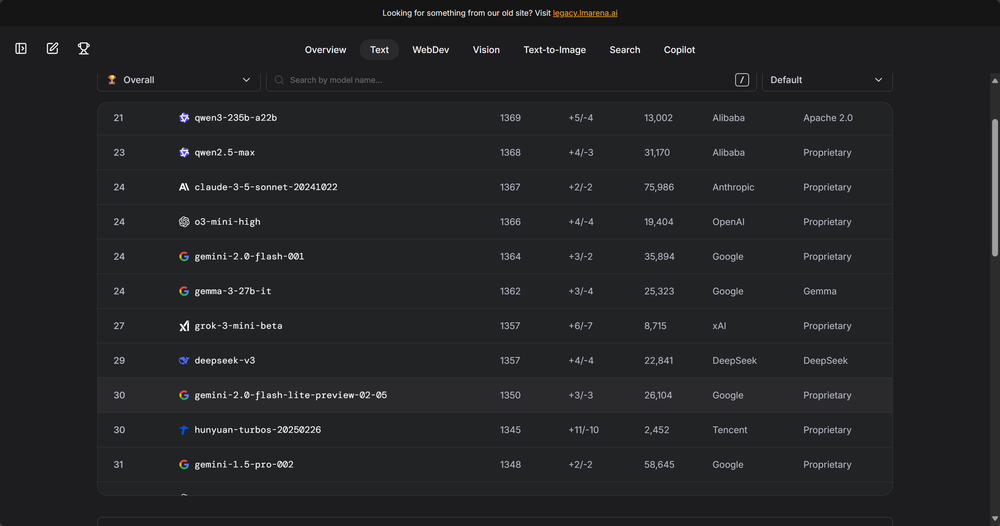 Looking for something from our old site? Visit legacy.lmarena.ai
Overview Text WebDev Vision Text-to-Image Search Copilot
Overall Search by model name... / Default
21 qwen3-235b-a22b 1369 +5/-4 13,002 Alibaba Apache 2.0
23 qwen2.5-max 1368 +4/-3 31,170 Alibaba Proprietary
24 claude-3-5-sonnet-20241022 1367 +2/-2 75,986 Anthropic Proprietary
24 o3-mini-high 1366 +4/-4 19,404 OpenAI Proprietary
24 gemini-2.0-flash-001 1364 +3/-2 35,894 Google Proprietary
24 gemma-3-27b-it 1362 +3/-4 25,323 Google Gemma
27 grok-3-mini-beta 1357 +6/-7 8,715 xAI Proprietary
29 deepseek-v3 1357 +4/-4 22,841 DeepSeek DeepSeek
30 gemini-2.0-flash-lite-preview-02-05 1350 +3/-3 26,104 Google Proprietary
30 hunyuan-turbos-20250226 1345 +11/-10 2,452 Tencent Proprietary
31 gemini-1.5-pro-002 1348 +2/-2 58,645 Google Proprietary